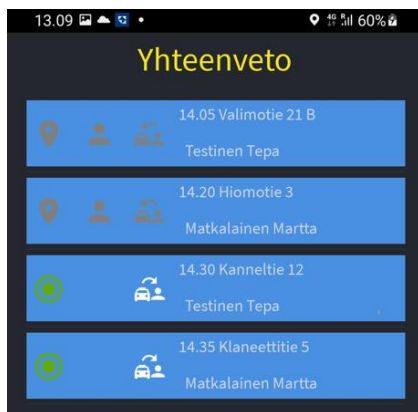 13.09 4G R 60%
Yhteenveto
14.05 Valimotie 21 B
Testinen Tepa
14.20 Hiomotie 3
Matkalainen Martta
14.30 Kanneltie 12
Testinen Tepa
14.35 Klaneettitie 5
Matkalainen Martta